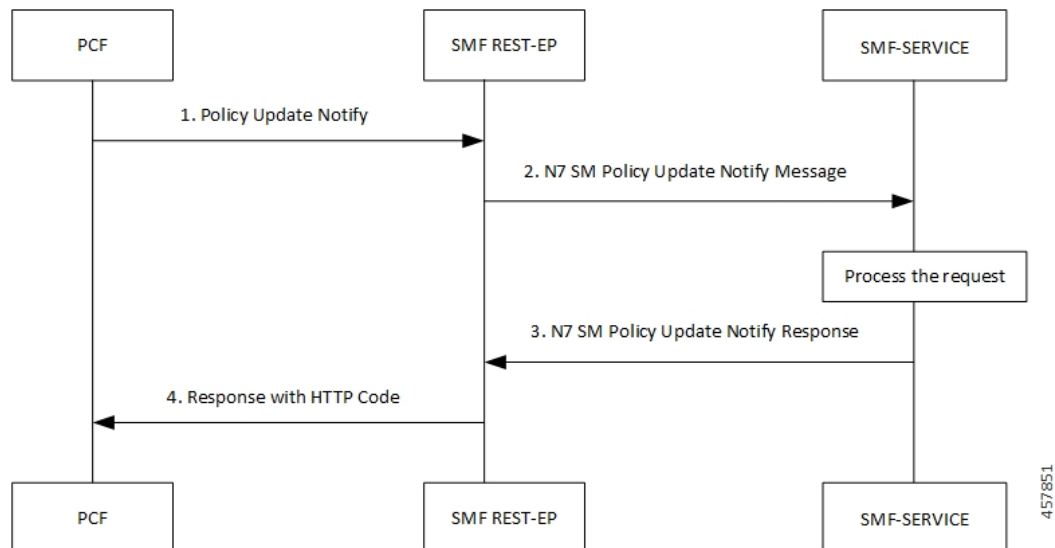 PCF
SMF REST-EP
SMF-SERVICE
1. Policy Update Notify
2. N7 SM Policy Update Notify Message
Process the request
3. N7 SM Policy Update Notify Response
4. Response with HTTP Code
PCF
SMF REST-EP
SMF-SERVICE
457851